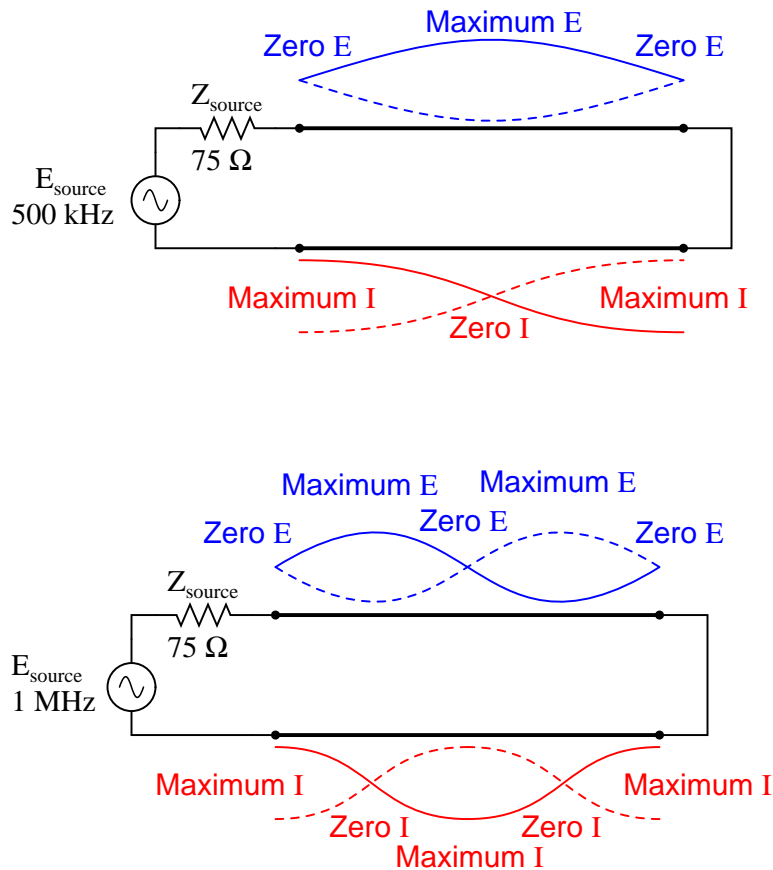 Maximum E
Zero E
Zero E
Z_source
75 Ω
E_source
500 kHz
Maximum I
Maximum I
Zero I
Maximum E
Maximum E
Zero E
Zero E
Zero E
Z_source
75 Ω
E_source
1 MHz
Maximum I
Maximum I
Zero I
Zero I
Maximum I